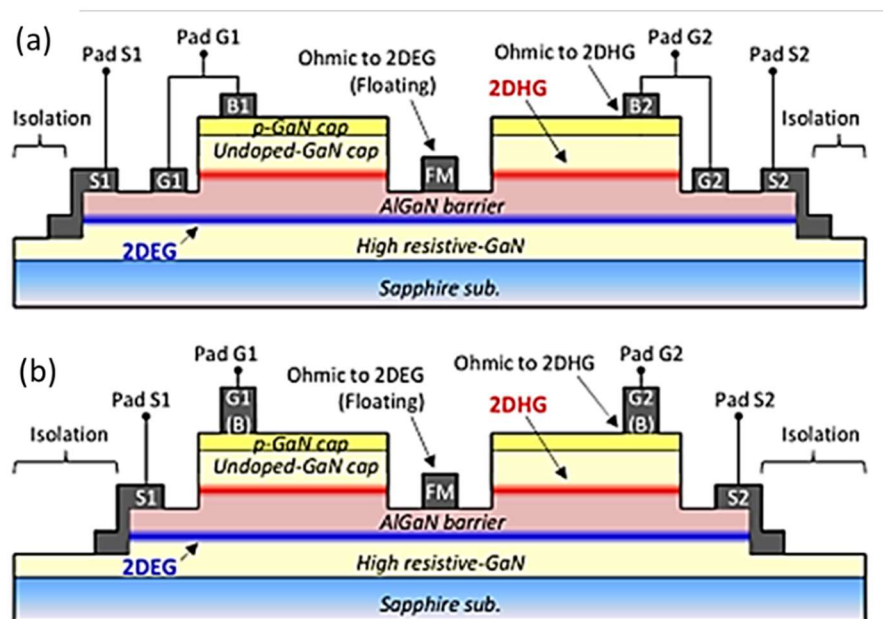 (a)
Pad S1
Pad G1
Ohmic to 2DEG
(Floating)
Ohmic to 2DHG
2DHG
Pad G2
Pad S2
Isolation
Isolation
B1
B2
p-GaN cap
Undoped-GaN cap
S1
G1
FM
G2
S2
AlGaN barrier
2DEG
High resistive-GaN
Sapphire sub.
(b)
Pad S1
Pad G1
Ohmic to 2DEG
(Floating)
Ohmic to 2DHG
2DHG
Pad G2
Pad S2
Isolation
Isolation
G1
(B)
G2
(B)
p-GaN cap
Undoped-GaN cap
S1
FM
S2
AlGaN barrier
2DEG
High resistive-GaN
Sapphire sub.